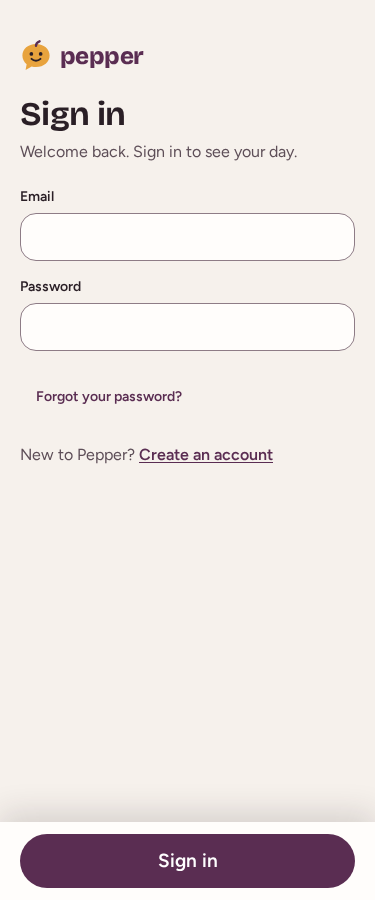 pepper
Sign in
Welcome back. Sign in to see your day.
Email
Password
Forgot your password?
New to Pepper? Create an account
Sign in